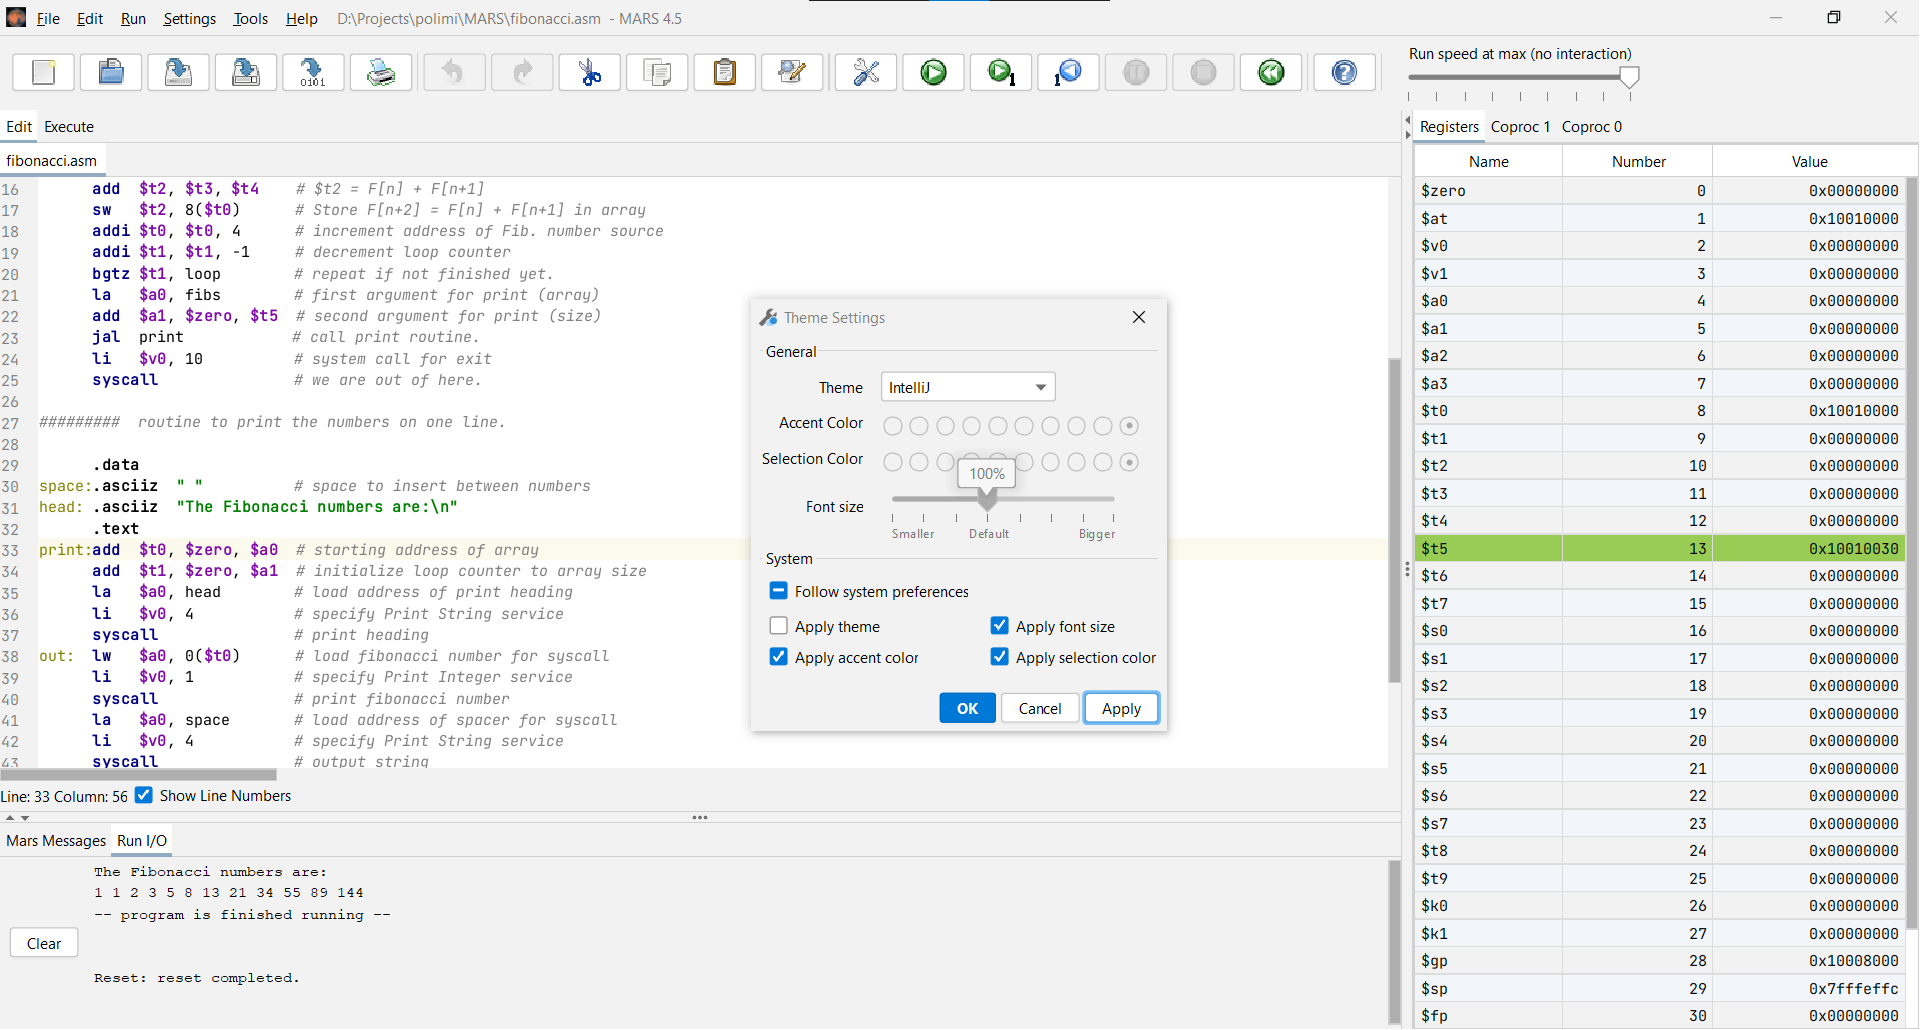 File Edit Run Settings Tools Help D:\Projects\polimi\MARS\fibonacci.asm - MARS 4.5
0101 1 1
Run speed at max (no interaction)
Edit Execute
fibonacci.asm
16 add $t2, $t3, $t4 # $t2 = F[n] + F[n+1]
17 sw $t2, 8($t0) # Store F[n+2] = F[n] + F[n+1] in array
18 addi $t0, $t0, 4 # increment address of Fib. number source
19 addi $t1, $t1, -1 # decrement loop counter
20 bgtz $t1, loop # repeat if not finished yet.
21 la $a0, fibs # first argument for print (array)
22 add $a1, $zero, $t5 # second argument for print (size)
23 jal print # call print routine.
24 li $v0, 10 # system call for exit
25 syscall # we are out of here.
26
27 ######### routine to print the numbers on one line.
28
29 .data
30 space:.asciiz " " # space to insert between numbers
31 head: .asciiz "The Fibonacci numbers are:\n"
32 .text
33 print:add $t0, $zero, $a0 # starting address of array
34 add $t1, $zero, $a1 # initialize loop counter to array size
35 la $a0, head # load address of print heading
36 li $v0, 4 # specify Print String service
37 syscall # print heading
38 out: lw $a0, 0($t0) # load fibonacci number for syscall
39 li $v0, 1 # specify Print Integer service
40 syscall # print fibonacci number
41 la $a0, space # load address of spacer for syscall
42 li $v0, 4 # specify Print String service
43 syscall # output string
Line: 33 Column: 56 Show Line Numbers
Theme Settings
General
Theme IntelliJ
Accent Color
Selection Color
100%
Font size
Smaller Default Bigger
System
Follow system preferences
Apply theme Apply font size
Apply accent color Apply selection color
OK Cancel Apply
Mars Messages Run I/O
The Fibonacci numbers are:
1 1 2 3 5 8 13 21 34 55 89 144
-- program is finished running --
Clear
Reset: reset completed.
Registers Coproc 1 Coproc 0
Name Number Value
$zero 0 0x00000000
$at 1 0x10010000
$v0 2 0x00000000
$v1 3 0x00000000
$a0 4 0x00000000
$a1 5 0x00000000
$a2 6 0x00000000
$a3 7 0x00000000
$t0 8 0x10010000
$t1 9 0x00000000
$t2 10 0x00000000
$t3 11 0x00000000
$t4 12 0x00000000
$t5 13 0x10010030
$t6 14 0x00000000
$t7 15 0x00000000
$s0 16 0x00000000
$s1 17 0x00000000
$s2 18 0x00000000
$s3 19 0x00000000
$s4 20 0x00000000
$s5 21 0x00000000
$s6 22 0x00000000
$s7 23 0x00000000
$t8 24 0x00000000
$t9 25 0x00000000
$k0 26 0x00000000
$k1 27 0x00000000
$gp 28 0x10008000
$sp 29 0x7fffeffc
$fp 30 0x00000000